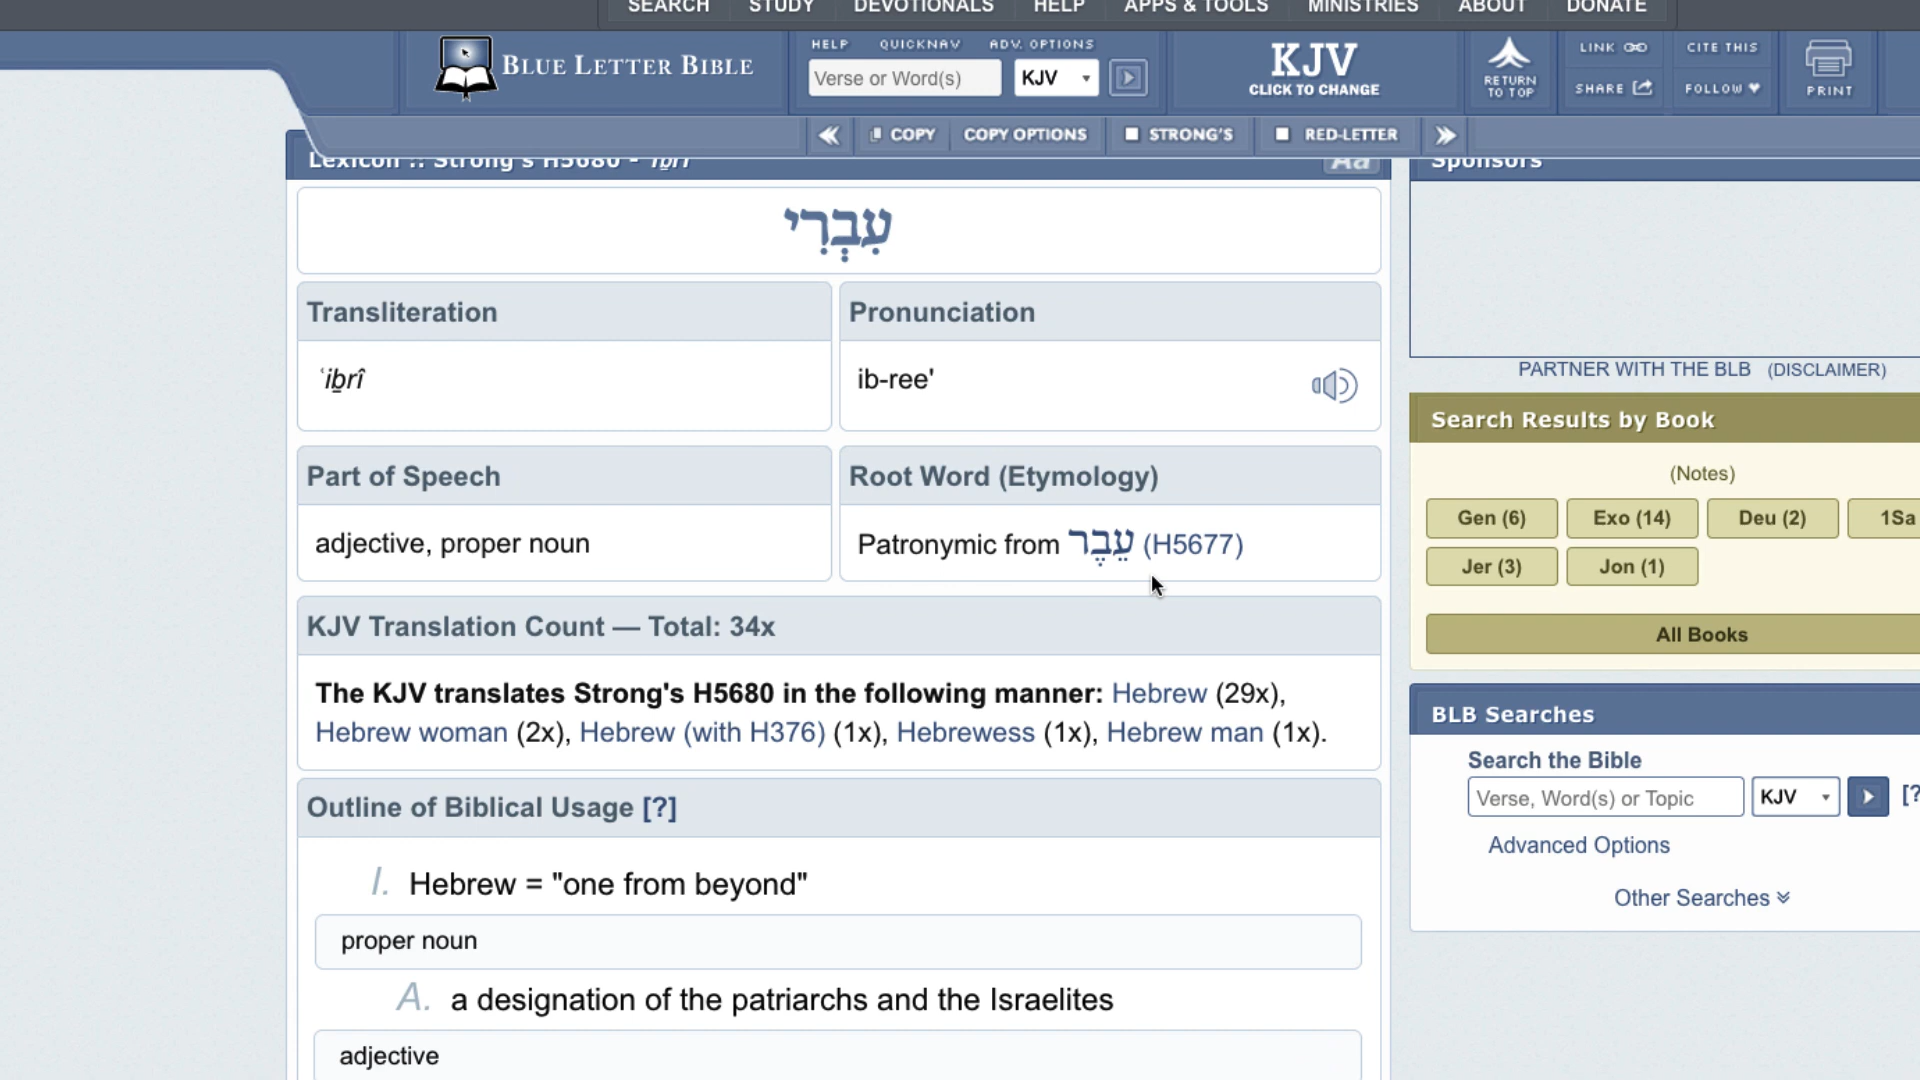 SEARCH STUDY DEVOTIONALS HELP APPS & TOOLS MINISTRIES ABOUT DONATE
BLUE LETTER BIBLE
HELP QUICKNAV ADV. OPTIONS
Verse or Word(s) KJV
KJV
CLICK TO CHANGE
RETURN
TO TOP
LINK
SHARE
CITE THIS
FOLLOW
PRINT
COPY COPY OPTIONS STRONG'S RED-LETTER
Lexicon :: Strong's H5680 - ʿiḇrî Aa
עִבְרִי
Transliteration
ʿiḇrî
Pronunciation
ib-ree'
Part of Speech
adjective, proper noun
Root Word (Etymology)
Patronymic from עֵבֶר (H5677)
KJV Translation Count — Total: 34x
The KJV translates Strong's H5680 in the following manner: Hebrew (29x),
Hebrew woman (2x), Hebrew (with H376) (1x), Hebrewess (1x), Hebrew man (1x).
Outline of Biblical Usage [?]
I. Hebrew = "one from beyond"
proper noun
A. a designation of the patriarchs and the Israelites
adjective
Sponsors
PARTNER WITH THE BLB (DISCLAIMER)
Search Results by Book
(Notes)
Gen (6) Exo (14) Deu (2) 1Sa
Jer (3) Jon (1)
All Books
BLB Searches
Search the Bible
Verse, Word(s) or Topic KJV [?
Advanced Options
Other Searches